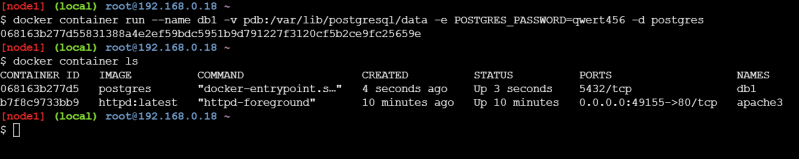 [node1] (local) root@192.168.0.18 ~
$ docker container run --name db1 -v pdb:/var/lib/postgresql/data -e POSTGRES_PASSWORD=qwert456 -d postgres
068163b277d55831388a4e2ef59bdc5951b9d791227f3120cf5b2ce9fc25659e
[node1] (local) root@192.168.0.18 ~
$ docker container ls
CONTAINER ID   IMAGE          COMMAND                  CREATED          STATUS          PORTS                   NAMES
068163b277d5   postgres       "docker-entrypoint.s…"   4 seconds ago    Up 3 seconds    5432/tcp                db1
b7f8c9733bb9   httpd:latest   "httpd-foreground"       10 minutes ago   Up 10 minutes   0.0.0.0:49155->80/tcp   apache3
[node1] (local) root@192.168.0.18 ~
$